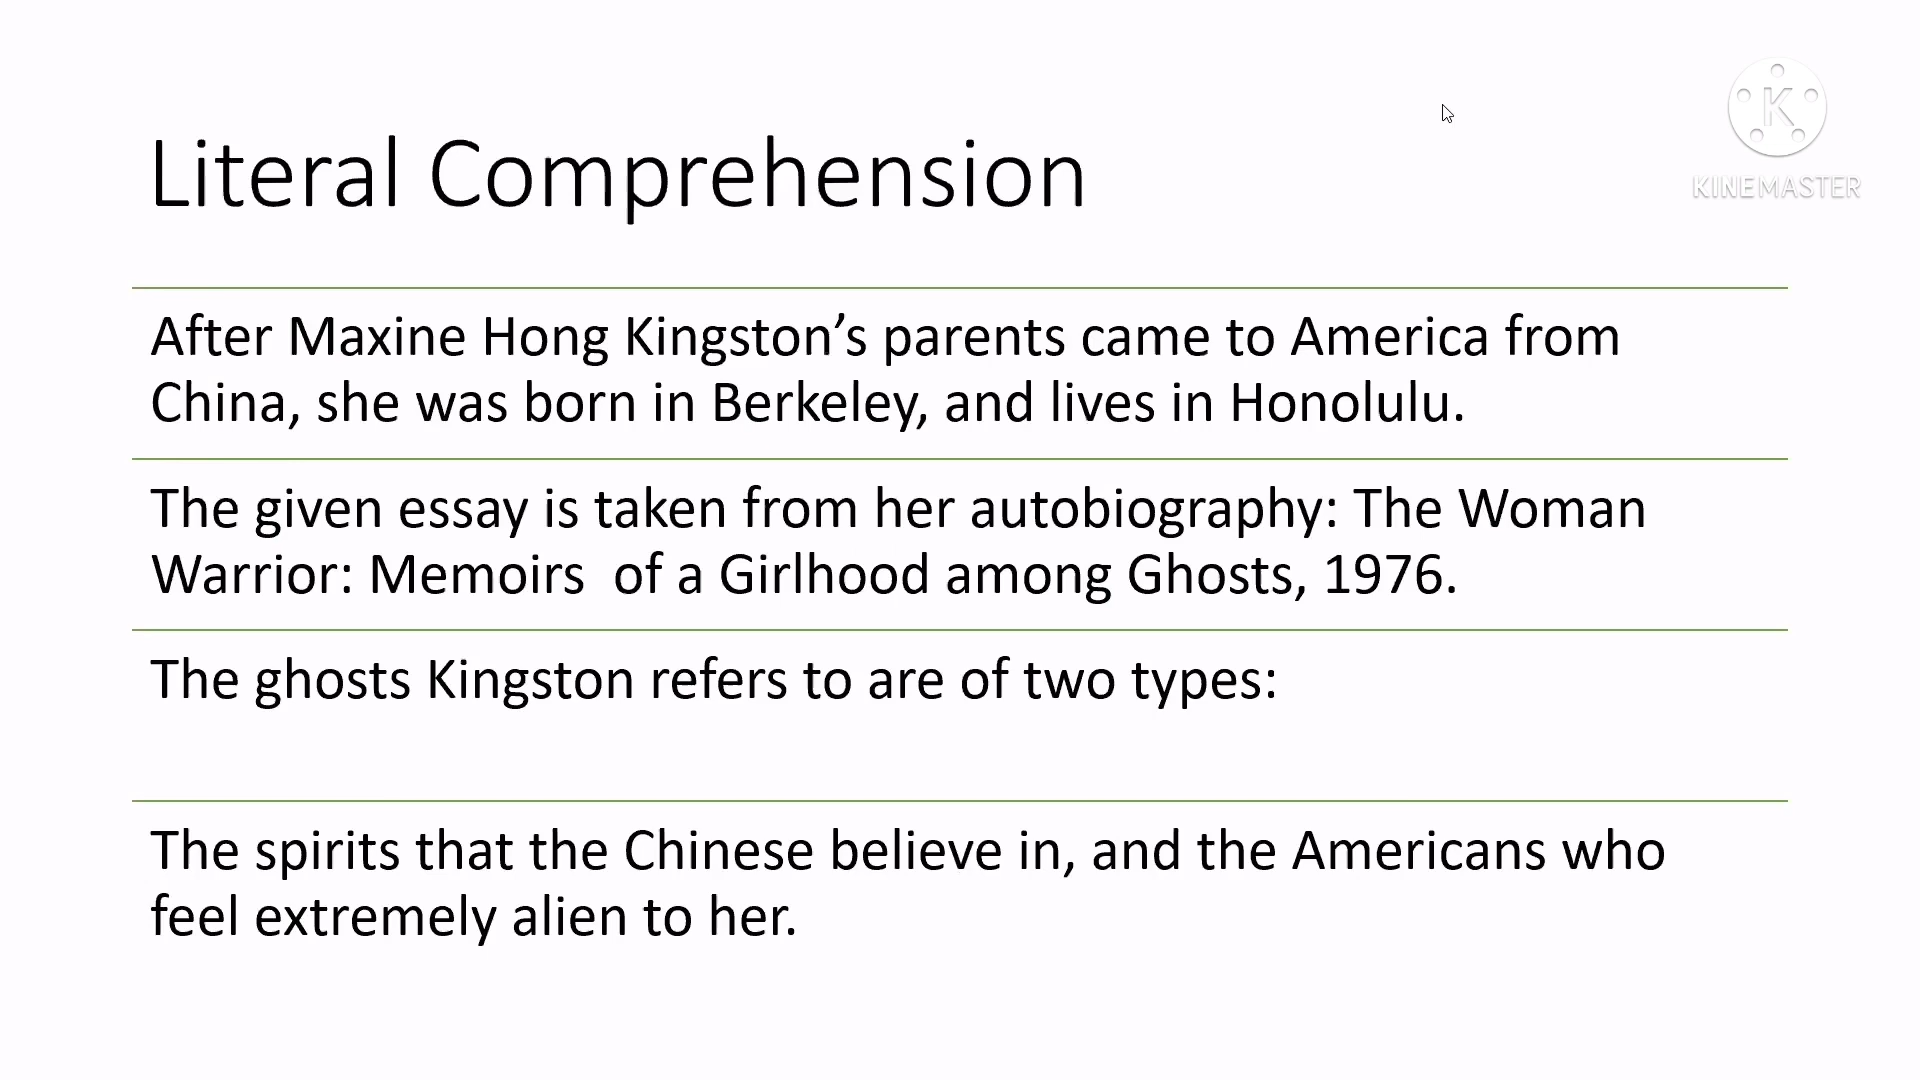 Literal Comprehension
K
KINEMASTER
After Maxine Hong Kingston’s parents came to America from
China, she was born in Berkeley, and lives in Honolulu.
The given essay is taken from her autobiography: The Woman
Warrior: Memoirs  of a Girlhood among Ghosts, 1976.
The ghosts Kingston refers to are of two types:
The spirits that the Chinese believe in, and the Americans who
feel extremely alien to her.